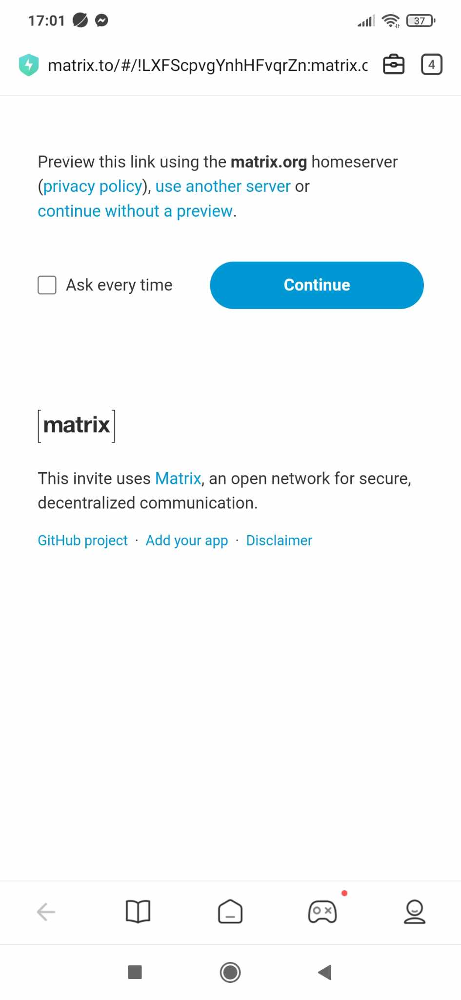 17:01
37
matrix.to/#/!LXFScpvgYnhHFvqrZn:matrix.c
4
Preview this link using the matrix.org homeserver
(privacy policy), use another server or
continue without a preview.
Ask every time
Continue
[matrix]
This invite uses Matrix, an open network for secure,
decentralized communication.
GitHub project · Add your app · Disclaimer